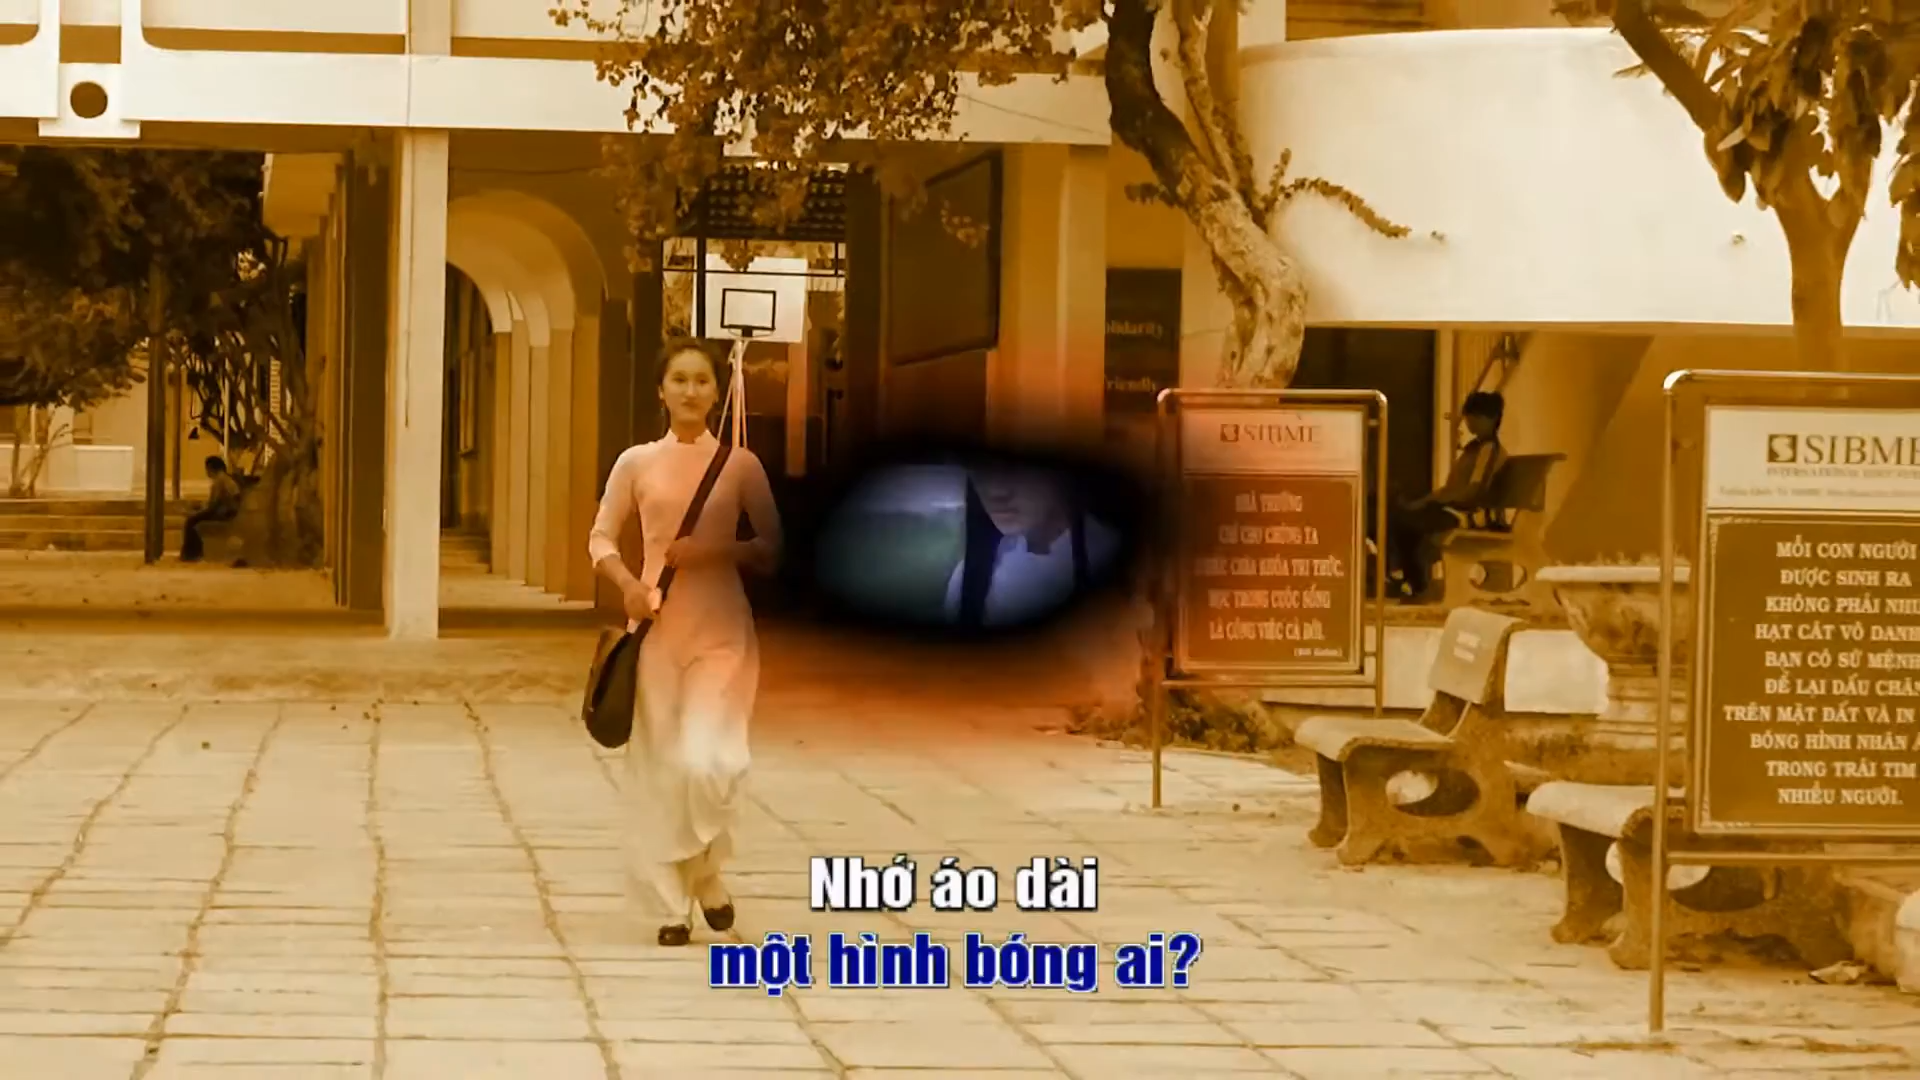 olidarity
Friendly
SIBME
NHÀ TRƯỜNG
CHỈ CHO CHÚNG TA
CHÌA KHÓA TRI THỨC,
HỌC TRONG CUỘC SỐNG
LÀ CÔNG VIỆC CẢ ĐỜI.
SIBME
MỖI CON NGƯỜI
ĐƯỢC SINH RA
KHÔNG PHẢI NHƯ
HẠT CÁT VÔ DANH
BẠN CÓ SỨ MỆNH
ĐỂ LẠI DẤU CHÂN
TRÊN MẶT ĐẤT VÀ IN
BÓNG HÌNH NHÂN Á
TRONG TRÁI TIM
NHIỀU NGƯỜI.
Nhớ áo dài
một hình bóng ai?